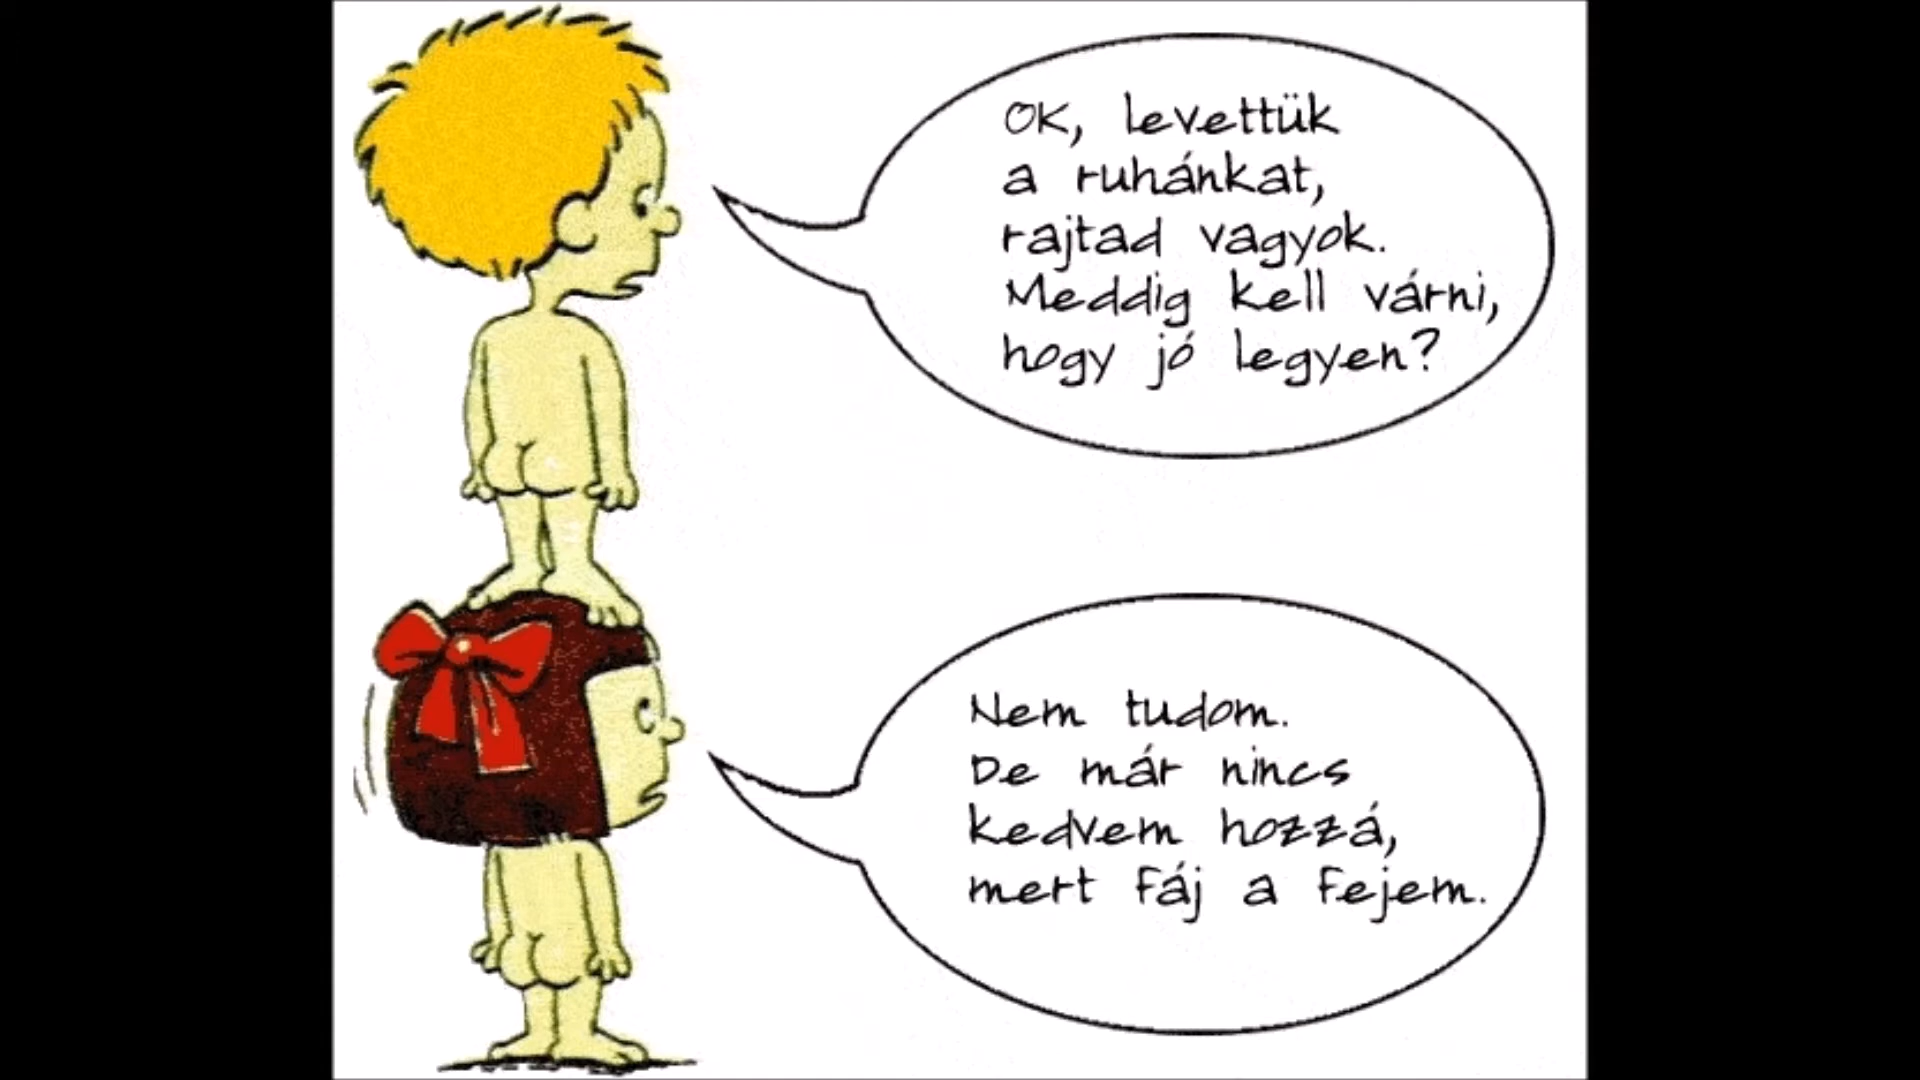 OK, levettük
a ruhánkat,
rajtad vagyok.
Meddig kell várni,
hogy jó legyen?
Nem tudom.
De már nincs
kedvem hozzá,
mert fáj a fejem.